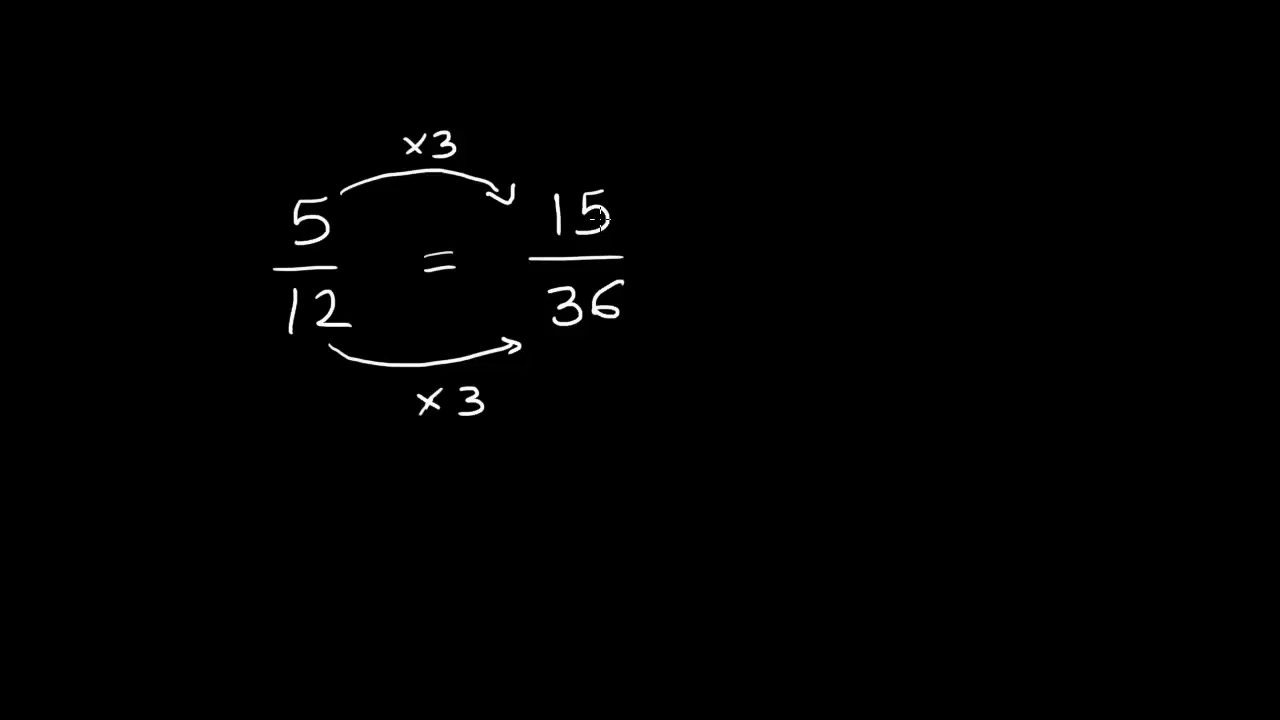 ×3
5/12 = 15/36
×3